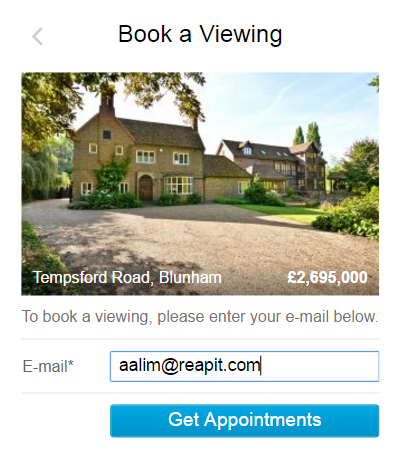 Book a Viewing
Tempsford Road, Blunham £2,695,000
To book a viewing, please enter your e-mail below.
E-mail* aalim@reapit.com
Get Appointments